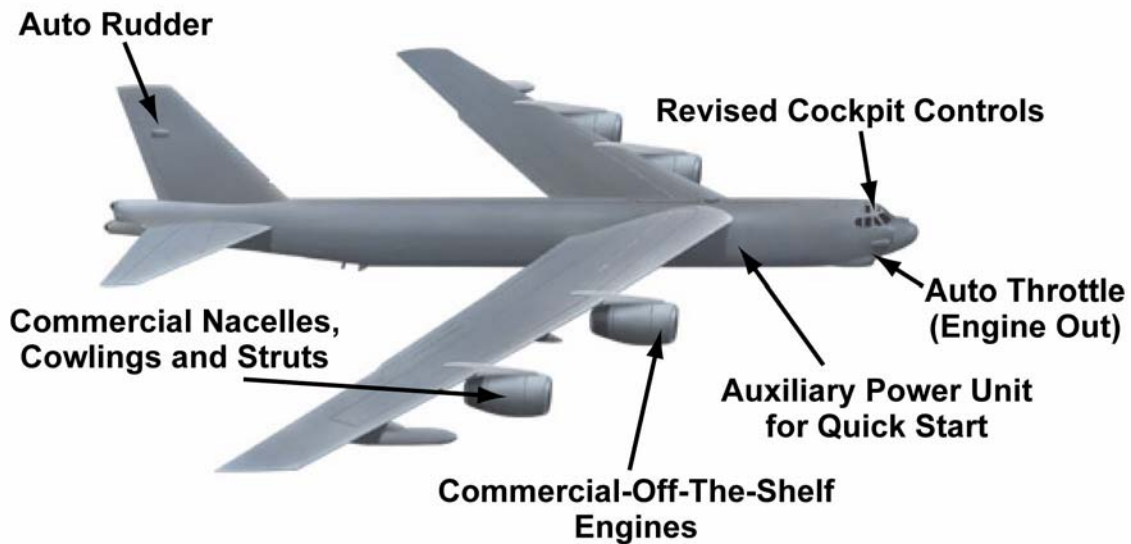 Auto Rudder
Revised Cockpit Controls
Auto Throttle
(Engine Out)
Commercial Nacelles,
Cowlings and Struts
Auxiliary Power Unit
for Quick Start
Commercial-Off-The-Shelf
Engines